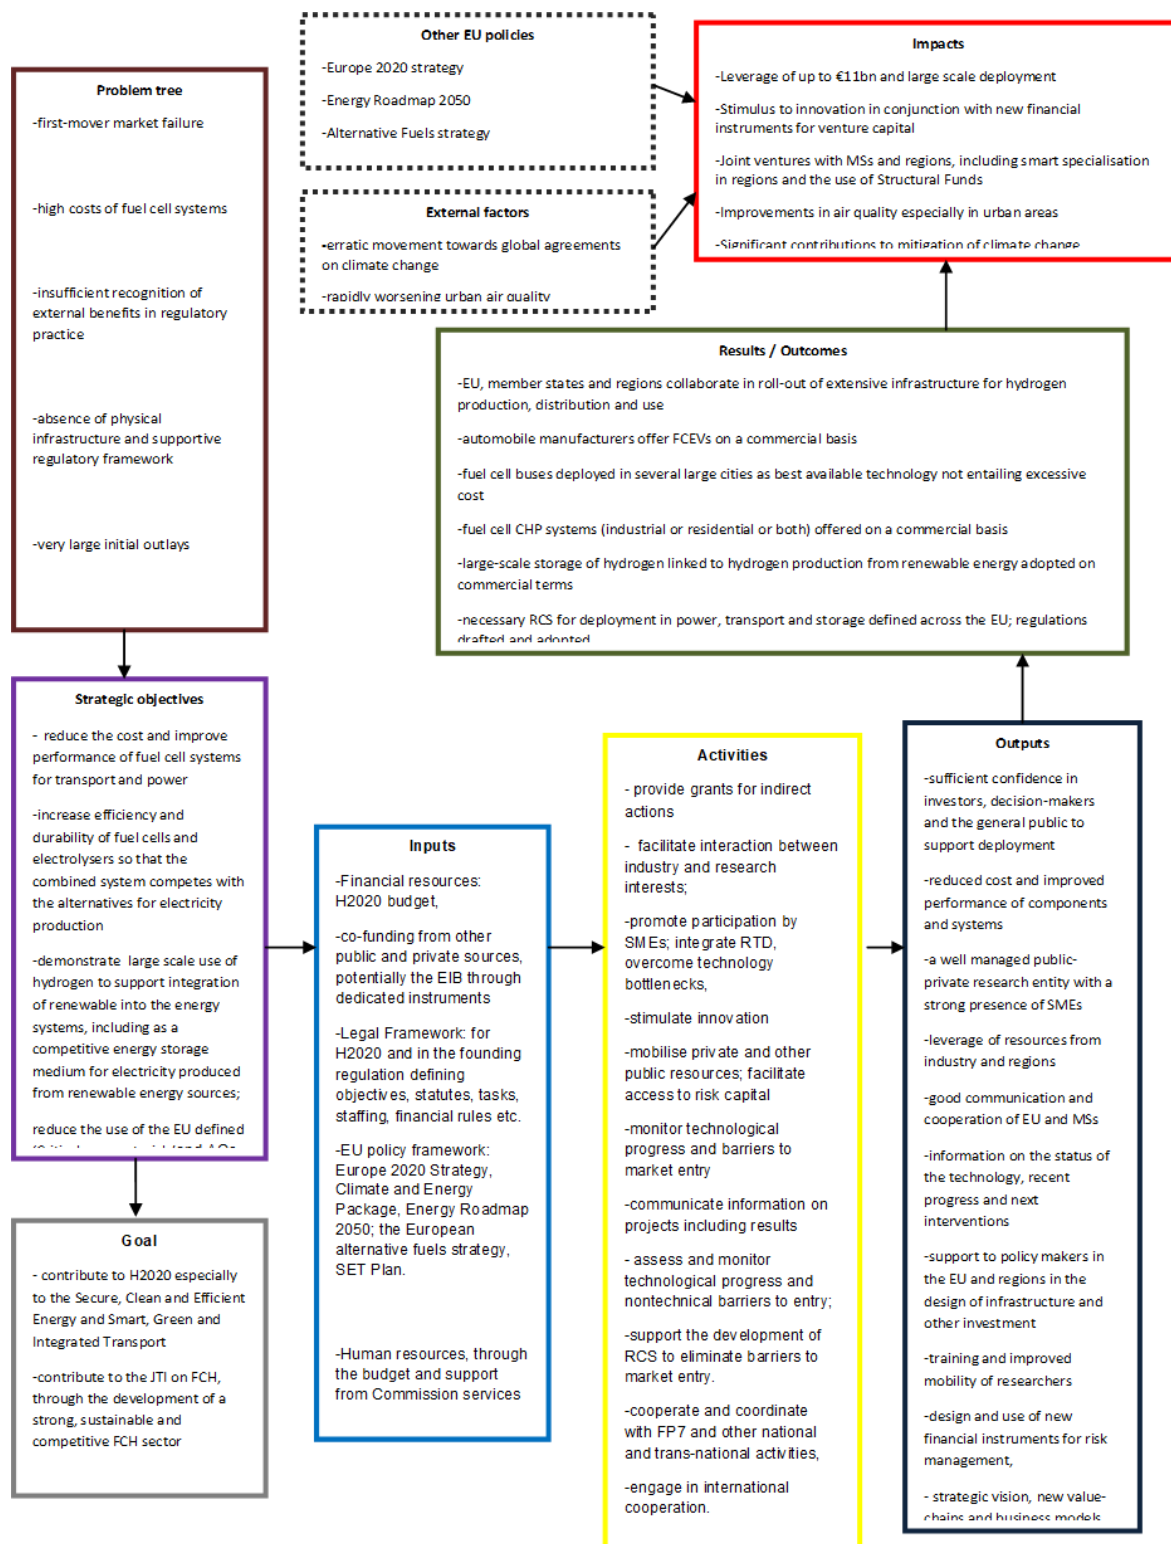 Other EU policies
-Europe 2020 strategy
-Energy Roadmap 2050
-Alternative Fuels strategy
Impacts
-Leverage of up to €11bn and large scale deployment
-Stimulus to innovation in conjunction with new financial
instruments for venture capital
-Joint ventures with MSs and regions, including smart specialisation
in regions and the use of Structural Funds
-Improvements in air quality especially in urban areas
-Significant contributions to mitigation of climate change
Problem tree
-first-mover market failure
-high costs of fuel cell systems
-insufficient recognition of
external benefits in regulatory
practice
-absence of physical
infrastructure and supportive
regulatory framework
-very large initial outlays
External factors
-erratic movement towards global agreements
on climate change
-rapidly worsening urban air quality
Results / Outcomes
-EU, member states and regions collaborate in roll-out of extensive infrastructure for hydrogen
production, distribution and use
-automobile manufacturers offer FCEVs on a commercial basis
-fuel cell buses deployed in several large cities as best available technology not entailing excessive
cost
-fuel cell CHP systems (industrial or residential or both) offered on a commercial basis
-large-scale storage of hydrogen linked to hydrogen production from renewable energy adopted on
commercial terms
-necessary RCS for deployment in power, transport and storage defined across the EU; regulations
drafted and adopted
Strategic objectives
- reduce the cost and improve
performance of fuel cell systems
for transport and power
-increase efficiency and
durability of fuel cells and
electrolysers so that the
combined system competes with
the alternatives for electricity
production
-demonstrate large scale use of
hydrogen to support integration
of renewable into the energy
systems, including as a
competitive energy storage
medium for electricity produced
from renewable energy sources;
reduce the use of the EU defined
Goal
- contribute to H2020 especially
to the Secure, Clean and Efficient
Energy and Smart, Green and
Integrated Transport
-contribute to the JTI on FCH,
through the development of a
strong, sustainable and
competitive FCH sector
Inputs
-Financial resources:
H2020 budget,
-co-funding from other
public and private sources,
potentially the EIB through
dedicated instruments
-Legal Framework: for
H2020 and in the founding
regulation defining
objectives, statutes, tasks,
staffing, financial rules etc.
-EU policy framework:
Europe 2020 Strategy,
Climate and Energy
Package, Energy Roadmap
2050; the European
alternative fuels strategy,
SET Plan.
-Human resources, through
the budget and support
from Commission services
Activities
- provide grants for indirect
actions
- facilitate interaction between
industry and research
interests;
-promote participation by
SMEs; integrate RTD,
overcome technology
bottlenecks,
-stimulate innovation
-mobilise private and other
public resources; facilitate
access to risk capital
-monitor technological
progress and barriers to
market entry
-communicate information on
projects including results
- assess and monitor
technological progress and
nontechnical barriers to entry;
-support the development of
RCS to eliminate barriers to
market entry.
-cooperate and coordinate
with FP7 and other national
and trans-national activities,
-engage in international
cooperation.
Outputs
-sufficient confidence in
investors, decision-makers
and the general public to
support deployment
-reduced cost and improved
performance of components
and systems
-a well managed public-
private research entity with a
strong presence of SMEs
-leverage of resources from
industry and regions
-good communication and
cooperation of EU and MSs
-information on the status of
the technology, recent
progress and next
interventions
-support to policy makers in
the EU and regions in the
design of infrastructure and
other investment
-training and improved
mobility of researchers
-design and use of new
financial instruments for risk
management,
- strategic vision, new value-
chains and business models